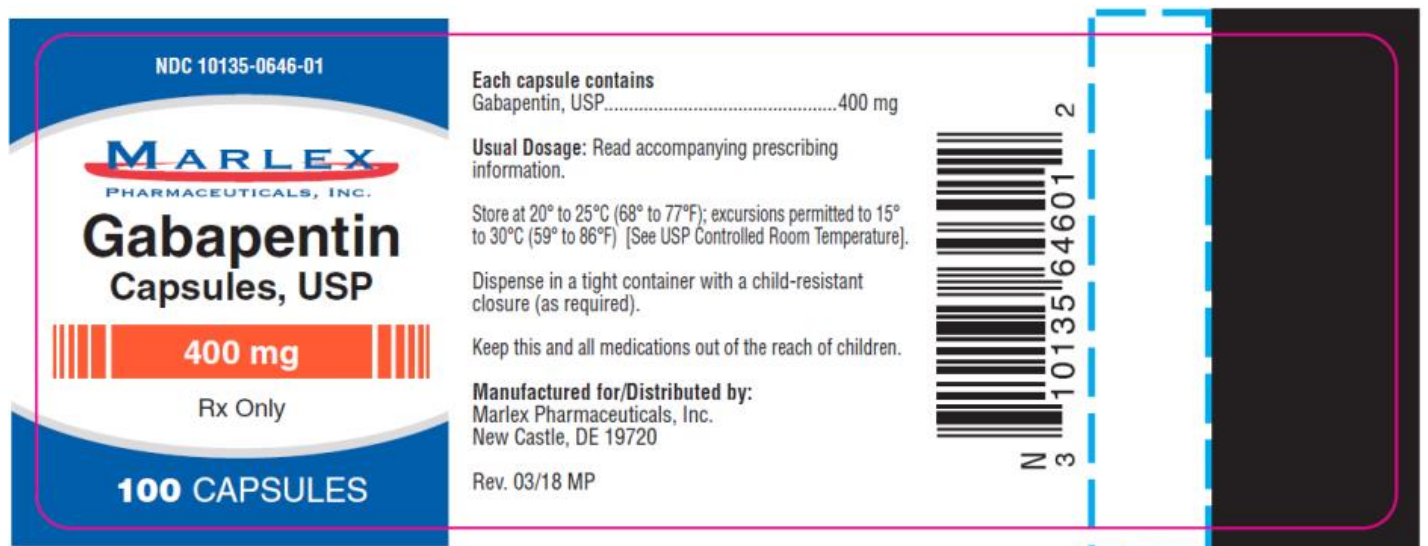 NDC 10135-0646-01
MARLEX
PHARMACEUTICALS, INC.
Gabapentin
Capsules, USP
400 mg
Rx Only
100 CAPSULES
Each capsule contains
Gabapentin, USP...............................................400 mg
Usual Dosage: Read accompanying prescribing
information.
Store at 20° to 25°C (68° to 77°F); excursions permitted to 15°
to 30°C (59° to 86°F) [See USP Controlled Room Temperature].
Dispense in a tight container with a child-resistant
closure (as required).
Keep this and all medications out of the reach of children.
Manufactured for/Distributed by:
Marlex Pharmaceuticals, Inc.
New Castle, DE 19720
Rev. 03/18 MP
N
3 10135 64601 2